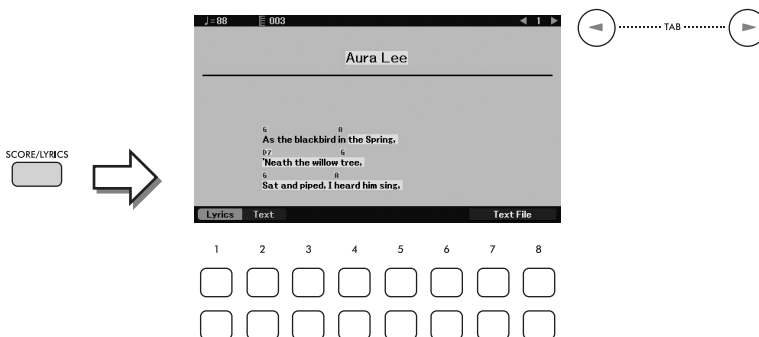 ♩=88 003 ◀ 1 ▶
◀ TAB ▶
Aura Lee
G A
As the blackbird in the Spring,
D7 G
'Neath the willow tree,
G A
Sat and piped, I heard him sing,
SCORE/LYRICS
Lyrics Text Text File
1 2 3 4 5 6 7 8